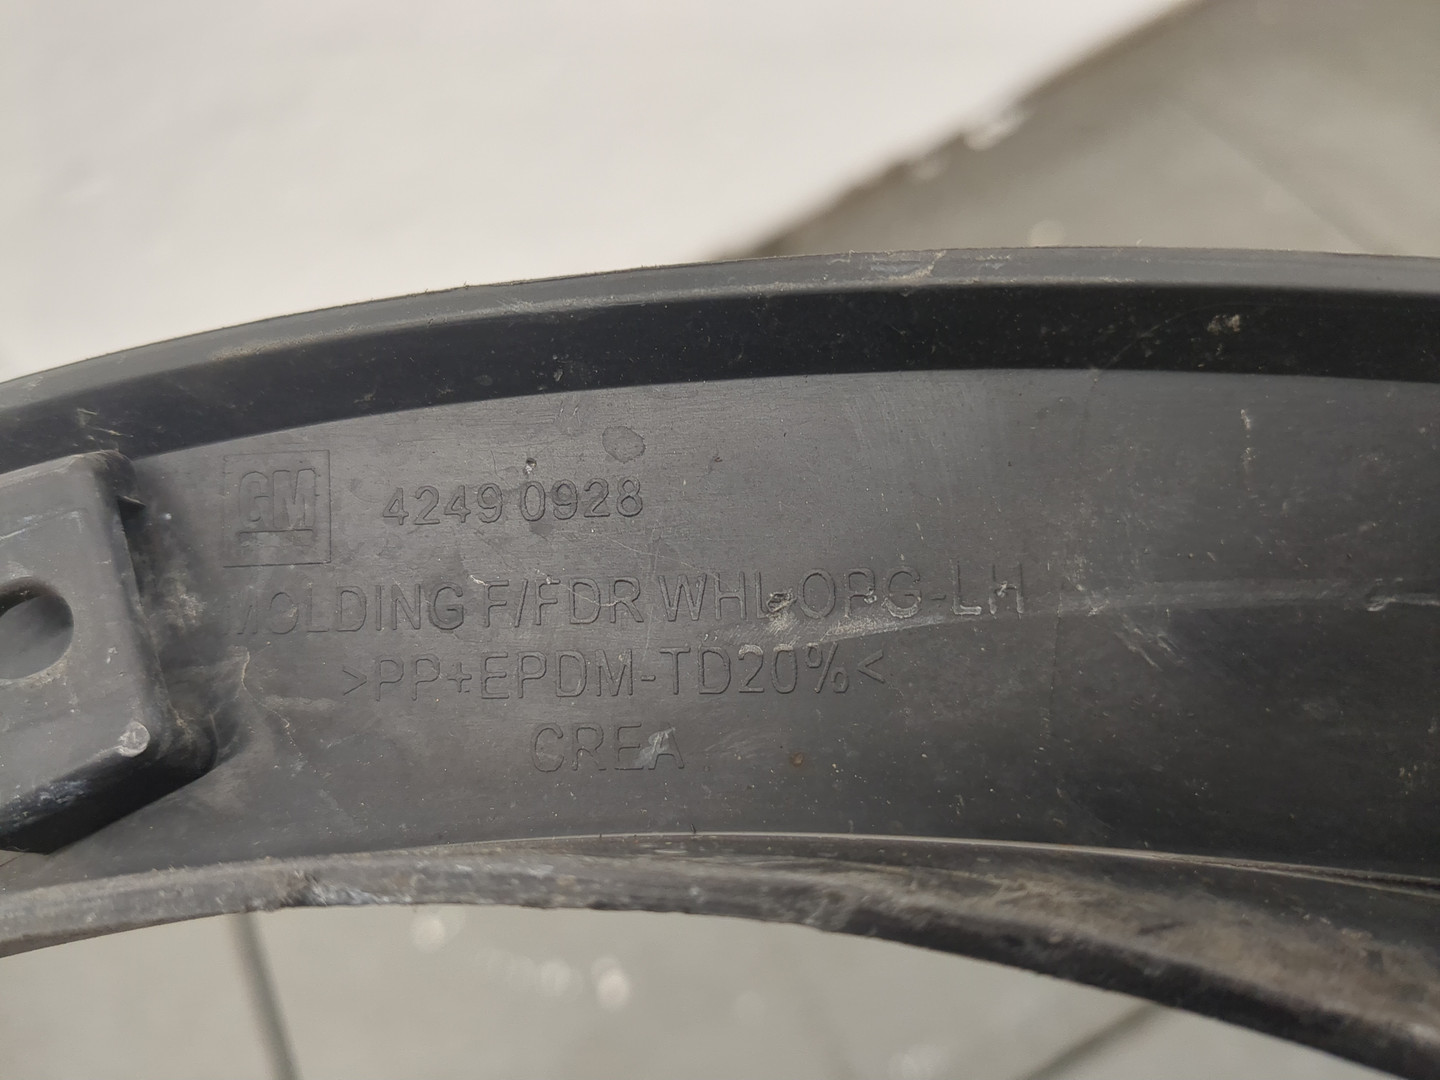 GM 4249 0928
MOLDING F/FDR WHL OPG-LH
>PP+EPDM-TD20%<
CREA